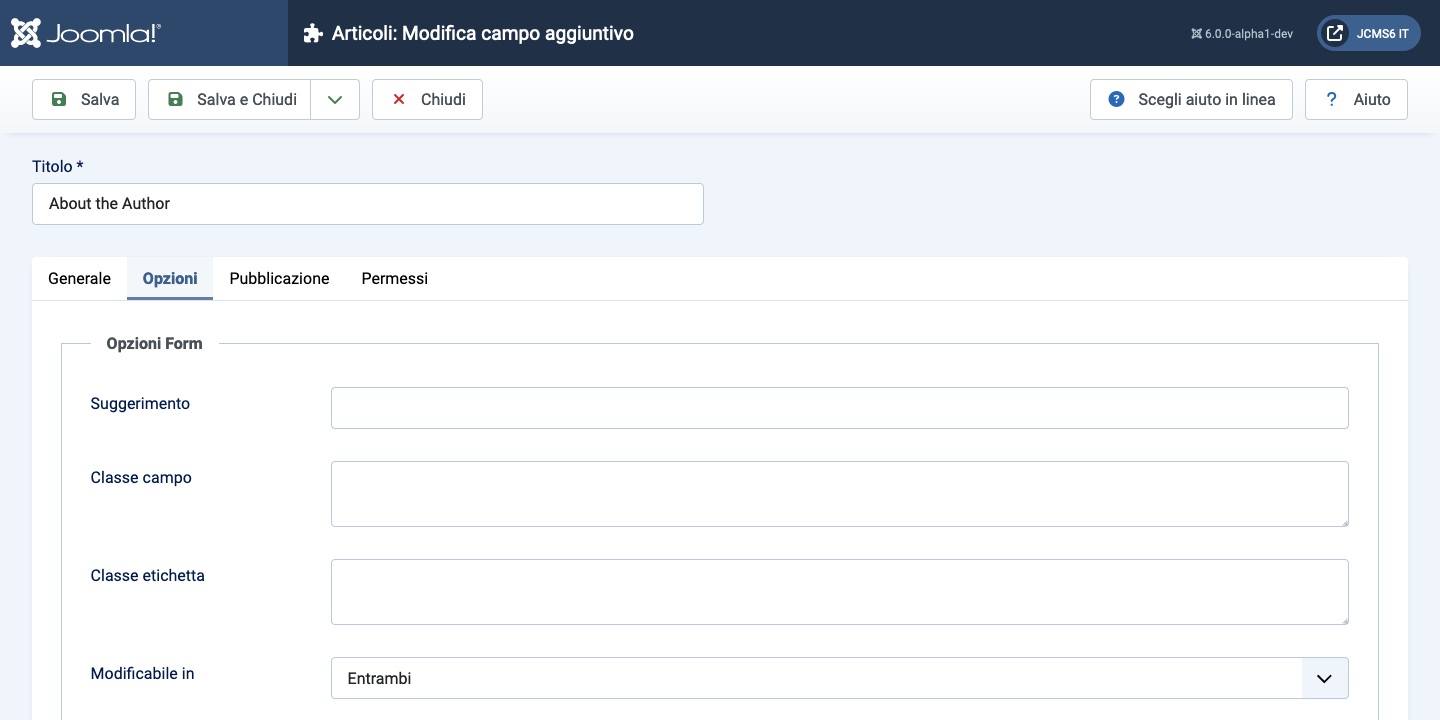 Joomla!®
Articoli: Modifica campo aggiuntivo
6.0.0-alpha1-dev
JCMS6 IT
Salva
Salva e Chiudi
Chiudi
? Scegli aiuto in linea
? Aiuto
Titolo *
About the Author
Generale
Opzioni
Pubblicazione
Permessi
Opzioni Form
Suggerimento
Classe campo
Classe etichetta
Modificabile in
Entrambi